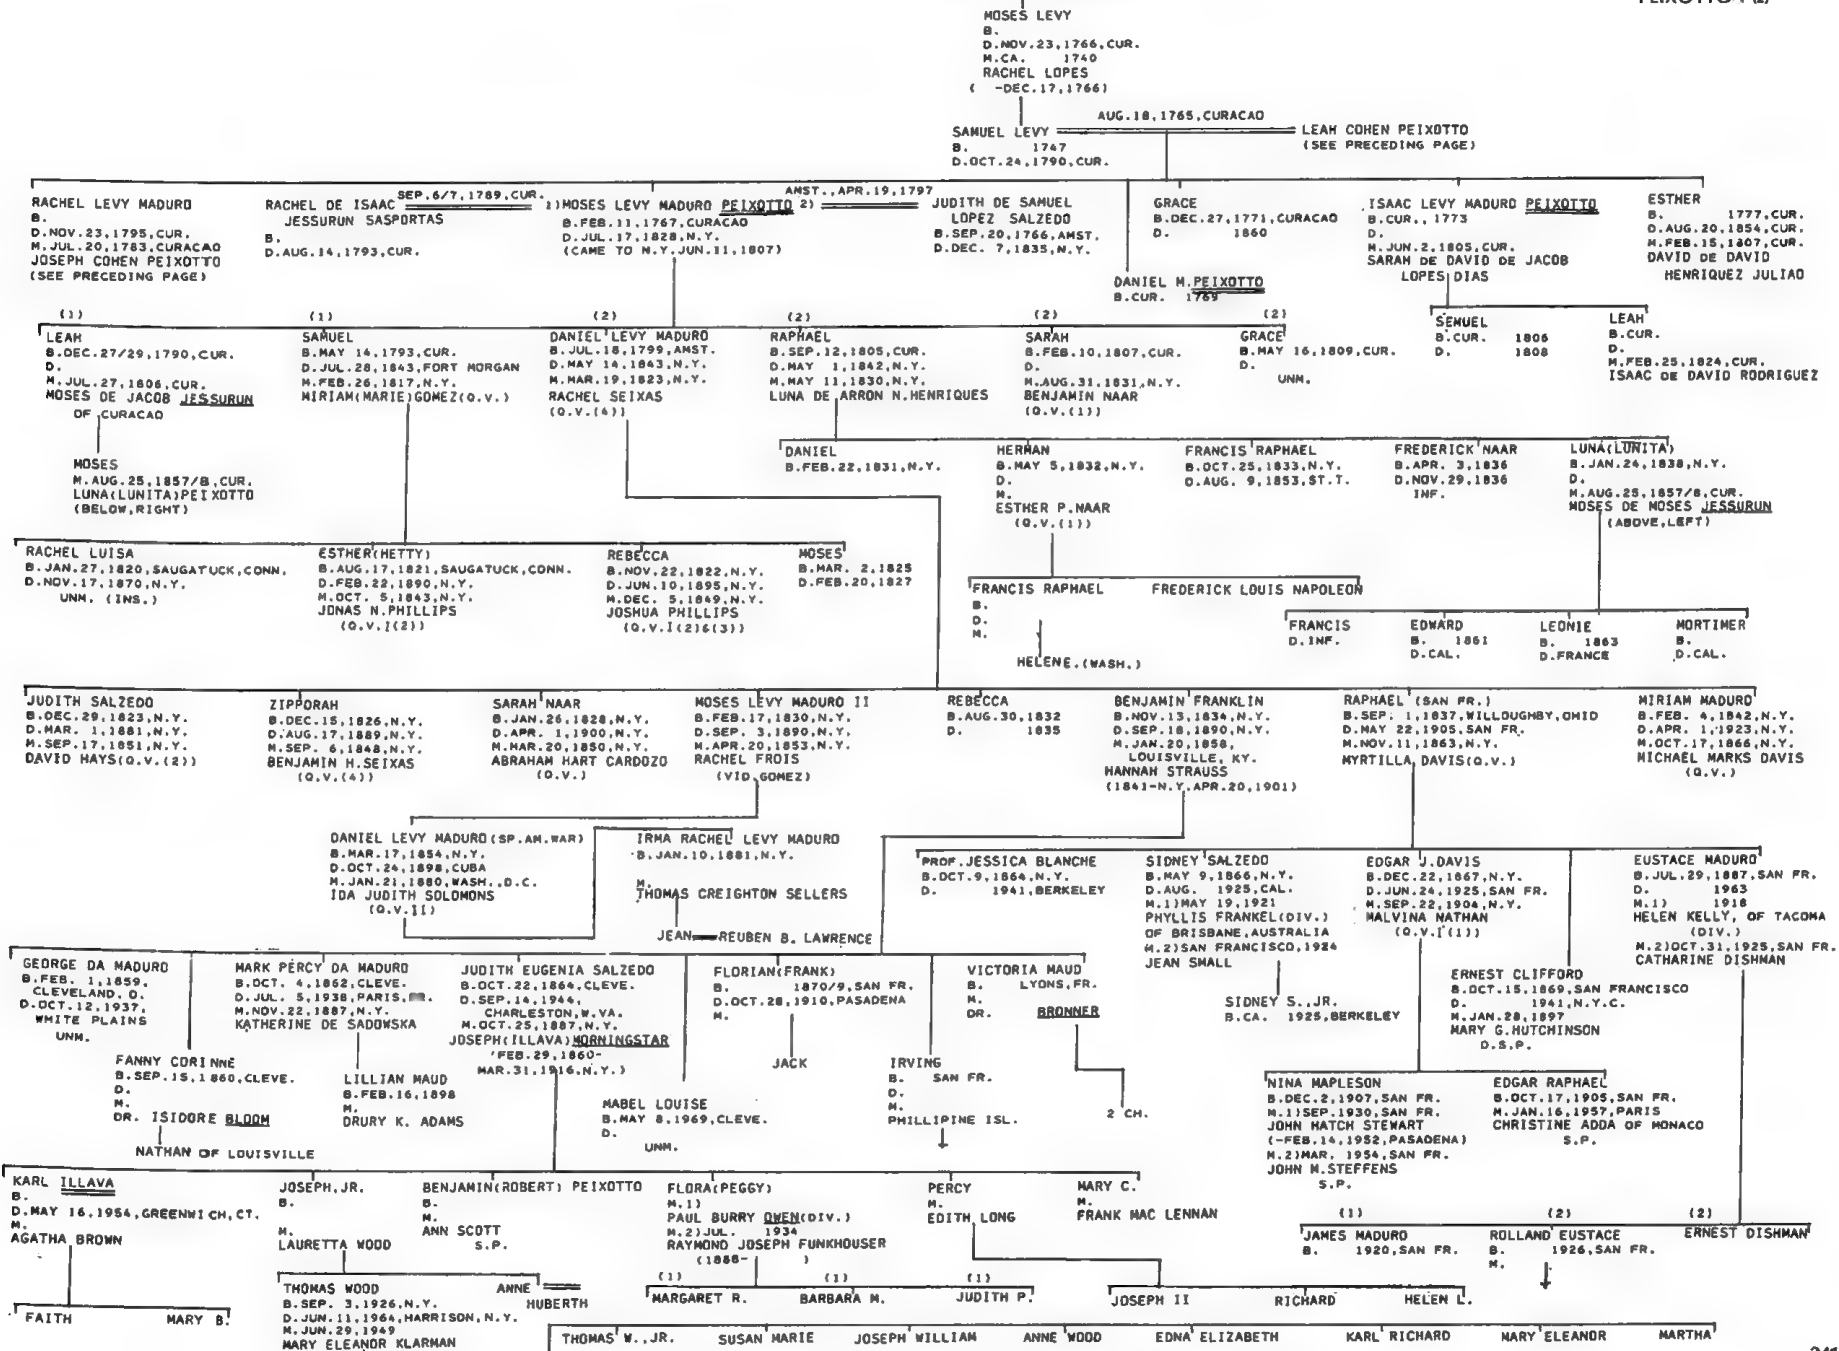 PEIXOTTO I (2)
MOSES LEVY
B.
D.NOV.23,1766,CUR.
M.CA. 1740
RACHEL LOPES
( -DEC.17,1766)
SAMUEL LEVY
B. 1747
D.OCT.24,1790,CUR.
AUG.18,1765,CURACAO
LEAH COHEN PEIXOTTO
(SEE PRECEDING PAGE)
RACHEL LEVY MADURO
B.
D.NOV.23,1795,CUR.
M.JUL.20,1783,CURACAO
JOSEPH COHEN PEIXOTTO
(SEE PRECEDING PAGE)
RACHEL DE ISAAC
JESSURUN SASPORTAS
B.
D.AUG.14,1793,CUR.
SEP.6/7,1789,CUR.
1)MOSES LEVY MADURO PEIXOTTO 2)
B.FEB.11,1767,CURACAO
D.JUL.17,1828,N.Y.
(CAME TO N.Y.JUN.11,1807)
AMST.,APR.19,1797
JUDITH DE SAMUEL
LOPEZ SALZEDO
B.SEP.20,1766,AMST.
D.DEC. 7,1835,N.Y.
DANIEL M.PEIXOTTO
B.CUR. 1769
GRACE
B.DEC.27,1771,CURACAO
D. 1860
ISAAC LEVY MADURO PEIXOTTO
B.CUR., 1773
D.
M.JUN.2,1805,CUR.
SARAH DE DAVID DE JACOB
LOPES DIAS
ESTHER
B. 1777,CUR.
D.AUG.20,1854,CUR.
M.FEB.15,1807,CUR.
DAVID DE DAVID
HENRIQUEZ JULIAO
(1)
LEAH
B.DEC.27/29,1790,CUR.
D.
M.JUL.27,1806,CUR.
MOSES DE JACOB JESSURUN
OF CURACAO
(1)
SAMUEL
B.MAY 14,1793,CUR.
D.JUL.28,1843,FORT MORGAN
M.FEB.26,1817,N.Y.
MIRIAM(MARIE)GOMEZ(Q.V.)
(2)
DANIEL LEVY MADURO
B.JUL.18,1799,AMST.
D.MAY 14,1843,N.Y.
M.MAR.19,1823,N.Y.
RACHEL SEIXAS
(Q.V.(4))
(2)
RAPHAEL
B.SEP.12,1805,CUR.
D.MAY 1,1842,N.Y.
M.MAY 11,1830,N.Y.
LUNA DE ARRON N.HENRIQUES
(2)
SARAH
B.FEB.10,1807,CUR.
D.
M.AUG.31,1831,N.Y.
BENJAMIN NAAR
(Q.V.(1))
(2)
GRACE
B.MAY 16,1809,CUR.
D.
UNM.
SEMUEL
B.CUR. 1806
D. 1808
LEAH
B.CUR.
D.
M.FEB.25,1824,CUR.
ISAAC DE DAVID RODRIGUEZ
MOSES
M.AUG.25,1857/8,CUR.
LUNA(LUNITA)PEIXOTTO
(BELOW,RIGHT)
DANIEL
B.FEB.22,1831,N.Y.
HERMAN
B.MAY 5,1832,N.Y.
D.
M.
ESTHER P.NAAR
(Q.V.(1))
FRANCIS RAPHAEL
B.OCT.25,1833,N.Y.
D.AUG. 9,1853,ST.T.
FREDERICK NAAR
B.APR. 3,1836
D.NOV.29,1836
INF.
LUNA(LUNITA)
B.JAN.24,1838,N.Y.
D.
M.AUG.25,1857/8,CUR.
MOSES DE MOSES JESSURUN
(ABOVE,LEFT)
RACHEL LUISA
B.JAN.27,1820,SAUGATUCK,CONN.
D.NOV.17,1870,N.Y.
UNM. (INS.)
ESTHER(HETTY)
B.AUG.17,1821,SAUGATUCK,CONN.
D.FEB.22,1890,N.Y.
M.OCT. 5,1843,N.Y.
JONAS N.PHILLIPS
(Q.V.I(2))
REBECCA
B.NOV.22,1822,N.Y.
D.JUN.10,1895,N.Y.
M.DEC. 5,1849,N.Y.
JOSHUA PHILLIPS
(Q.V.I(2)&(3))
MOSES
B.MAR. 2,1825
D.FEB.20,1827
FRANCIS RAPHAEL
B.
D.
M.
HELENE.(WASH.)
FREDERICK LOUIS NAPOLEON
FRANCIS
D.INF.
EDWARD
B. 1861
D.CAL.
LEONIE
B. 1863
D.FRANCE
MORTIMER
B.
D.CAL.
JUDITH SALZEDO
B.DEC.29,1823,N.Y.
D.MAR. 1,1881,N.Y.
M.SEP.17,1851,N.Y.
DAVID HAYS(Q.V.(2))
ZIPPORAH
B.DEC.15,1826,N.Y.
D.AUG.17,1889,N.Y.
M.SEP. 6,1848,N.Y.
BENJAMIN H.SEIXAS
(Q.V.(4))
SARAH NAAR
B.JAN.26,1828,N.Y.
D.APR. 1,1900,N.Y.
M.MAR.20,1850,N.Y.
ABRAHAM HART CARDOZO
(Q.V.)
MOSES LEVY MADURO II
B.FEB.17,1830,N.Y.
D.SEP. 3,1890,N.Y.
M.APR.20,1853,N.Y.
RACHEL FROIS
(VID.GOMEZ)
REBECCA
B.AUG.30,1832
D. 1835
BENJAMIN FRANKLIN
B.NOV.13,1834,N.Y.
D.SEP.18,1890,N.Y.
M.JAN.20,1858,
LOUISVILLE, KY.
HANNAH STRAUSS
(1841-N.Y.APR.20,1901)
RAPHAEL (SAN FR.)
B.SEP. 1,1837,WILLOUGHBY,OHIO
D.MAY 22,1905,SAN FR.
M.NOV.11,1863,N.Y.
MYRTILLA DAVIS(Q.V.)
MIRIAM MADURO
B.FEB. 4,1842,N.Y.
D.APR. 1,1923,N.Y.
M.OCT.17,1866,N.Y.
MICHAEL MARKS DAVIS
(Q.V.)
DANIEL LEVY MADURO(SP.AM.WAR)
B.MAR.17,1854,N.Y.
D.OCT.24,1898,CUBA
M.JAN.21,1880,WASH.,D.C.
IDA JUDITH SOLOMONS
(Q.V.II)
IRMA RACHEL LEVY MADURO
B.JAN.10,1881,N.Y.
M.
THOMAS CREIGHTON SELLERS
JEAN REUBEN B. LAWRENCE
PROF.JESSICA BLANCHE
B.OCT.9,1864,N.Y.
D. 1941,BERKELEY
SIDNEY SALZEDO
B.MAY 9,1866,N.Y.
D.AUG. 1925,CAL.
M.1)MAY 19,1921
PHYLLIS FRANKEL(DIV.)
OF BRISBANE,AUSTRALIA
M.2)SAN FRANCISCO,1924
JEAN SMALL
EDGAR J.DAVIS
B.DEC.22,1867,N.Y.
D.JUN.24,1925,SAN FR.
M.SEP.22,1904,N.Y.
MALVINA NATHAN
(Q.V.I(1))
EUSTACE MADURO
B.JUL.29,1887,SAN FR.
D. 1963
M.1) 1918
HELEN KELLY, OF TACOMA
(DIV.)
M.2)OCT.31,1925,SAN FR.
CATHARINE DISHMAN
GEORGE DA MADURO
B.FEB. 1,1859,
CLEVELAND, O.
D.OCT.12,1937,
WHITE PLAINS
UNM.
MARK PERCY DA MADURO
B.OCT. 4,1862,CLEVE.
D.JUL. 5,1938,PARIS,
M.NOV.22,1887,N.Y.
KATHERINE DE SADOWSKA
JUDITH EUGENIA SALZEDO
B.OCT.22,1864,CLEVE.
D.SEP.14,1944,
CHARLESTON,W.VA.
M.OCT.25,1887,N.Y.
JOSEPH(ILLAVA)MORNINGSTAR
(FEB.29,1860-
MAR.31,1916,N.Y.)
FLORIAN(FRANK)
B. 1870/9,SAN FR.
D.OCT.28,1910,PASADENA
M.
VICTORIA MAUD
B. LYONS,FR.
M.
DR. BRONNER
SIDNEY S.,JR.
B.CA. 1925,BERKELEY
ERNEST CLIFFORD
B.OCT.15,1869,SAN FRANCISCO
D. 1941,N.Y.C.
M.JAN.28,1897
MARY G.HUTCHINSON
D.S.P.
FANNY CORINNE
B.SEP.15,1860,CLEVE.
D.
M.
DR. ISIDORE BLOOM
NATHAN OF LOUISVILLE
LILLIAN MAUD
B.FEB.16,1898
M.
DRURY K. ADAMS
MABEL LOUISE
B.MAY 8,1969,CLEVE.
D.
UNM.
JACK
IRVING
B. SAN FR.
D.
M.
PHILLIPINE ISL.
2 CH.
NINA MAPLESON
B.DEC.2,1907,SAN FR.
M.1)SEP.1930,SAN FR.
JOHN HATCH STEWART
(-FEB.14,1952,PASADENA)
M.2)MAR. 1954,SAN FR.
JOHN M.STEFFENS
S.P.
EDGAR RAPHAEL
B.OCT.17,1905,SAN FR.
M.JAN.16,1957,PARIS
CHRISTINE ADDA OF MONACO
S.P.
KARL ILLAVA
B.
D.MAY 16,1954,GREENWICH,CT.
M.
AGATHA BROWN
JOSEPH,JR.
B.
M.
LAURETTA WOOD
BENJAMIN(ROBERT) PEIXOTTO
B.
M.
ANN SCOTT
S.P.
FLORA(PEGGY)
M.1)
PAUL BURRY OWEN(DIV.)
M.2)JUL. 1934
RAYMOND JOSEPH FUNKHOUSER
(1888- )
PERCY
M.
EDITH LONG
MARY C.
M.
FRANK MAC LENNAN
(1)
JAMES MADURO
B. 1920,SAN FR.
(2)
ROLLAND EUSTACE
B. 1926,SAN FR.
M.
(2)
ERNEST DISHMAN
FAITH
MARY B.
THOMAS WOOD
B.SEP. 3,1926,N.Y.
D.JUN.11,1964,HARRISON,N.Y.
M.JUN.29,1949
MARY ELEANOR KLARMAN
ANNE
HUBERTH
(1)
MARGARET R.
(1)
BARBARA M.
(1)
JUDITH P.
JOSEPH II
RICHARD
HELEN L.
THOMAS W.,JR.
SUSAN MARIE
JOSEPH WILLIAM
ANNE WOOD
EDNA ELIZABETH
KARL RICHARD
MARY ELEANOR
MARTHA